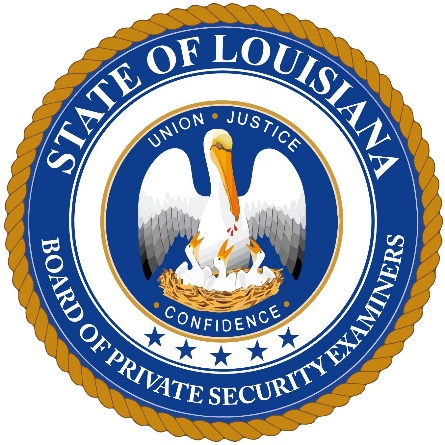 STATE OF LOUISIANA
UNION • JUSTICE
• CONFIDENCE •
BOARD OF PRIVATE SECURITY EXAMINERS